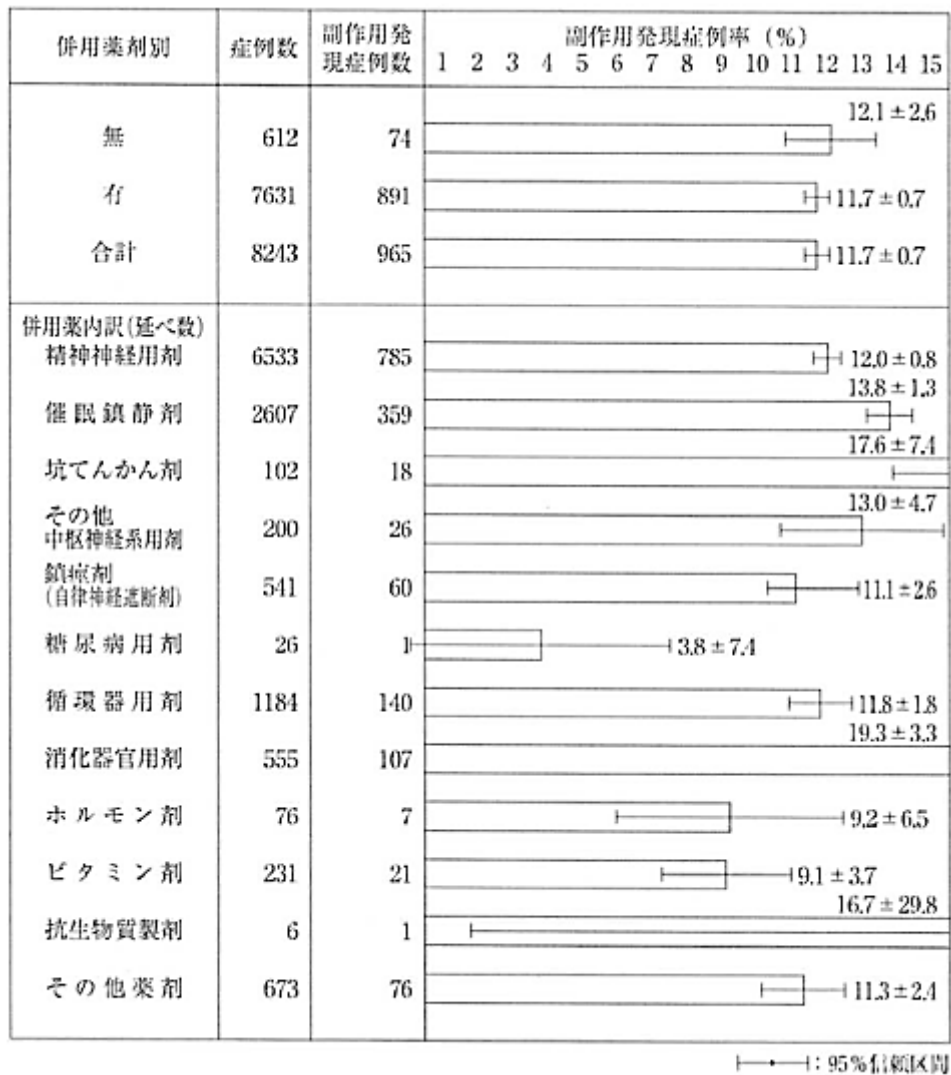 併用薬剤別 症例数 副作用発現症例数 副作用発現症例率 (%)
1 2 3 4 5 6 7 8 9 10 11 12 13 14 15
無 612 74 12.1±2.6
有 7631 891 11.7±0.7
合計 8243 965 11.7±0.7
併用薬内訳(延べ数)
精神神経用剤 6533 785 12.0±0.8
催眠鎮静剤 2607 359 13.8±1.3
坑てんかん剤 102 18 17.6±7.4
その他
中枢神経系用剤 200 26 13.0±4.7
鎮痙剤
(自律神経遮断剤) 541 60 11.1±2.6
糖尿病用剤 26 1 3.8±7.4
循環器用剤 1184 140 11.8±1.8
消化器官用剤 555 107 19.3±3.3
ホルモン剤 76 7 9.2±6.5
ビタミン剤 231 21 9.1±3.7
抗生物質製剤 6 1 16.7±29.8
その他薬剤 673 76 11.3±2.4
:95%信頼区間